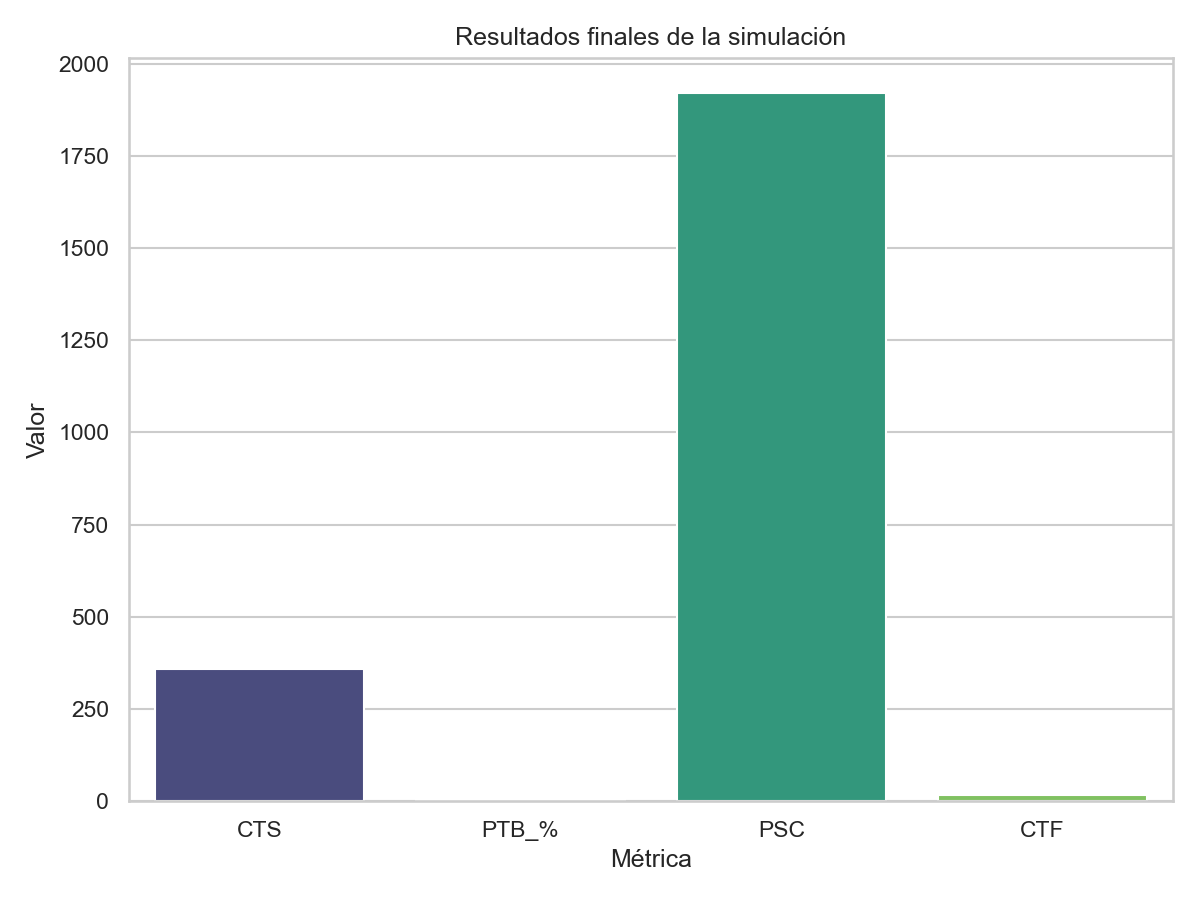 Resultados finales de la simulación
2000
1750
1500
1250
1000
750
500
250
0
Valor
CTS PTB_% PSC CTF
Métrica